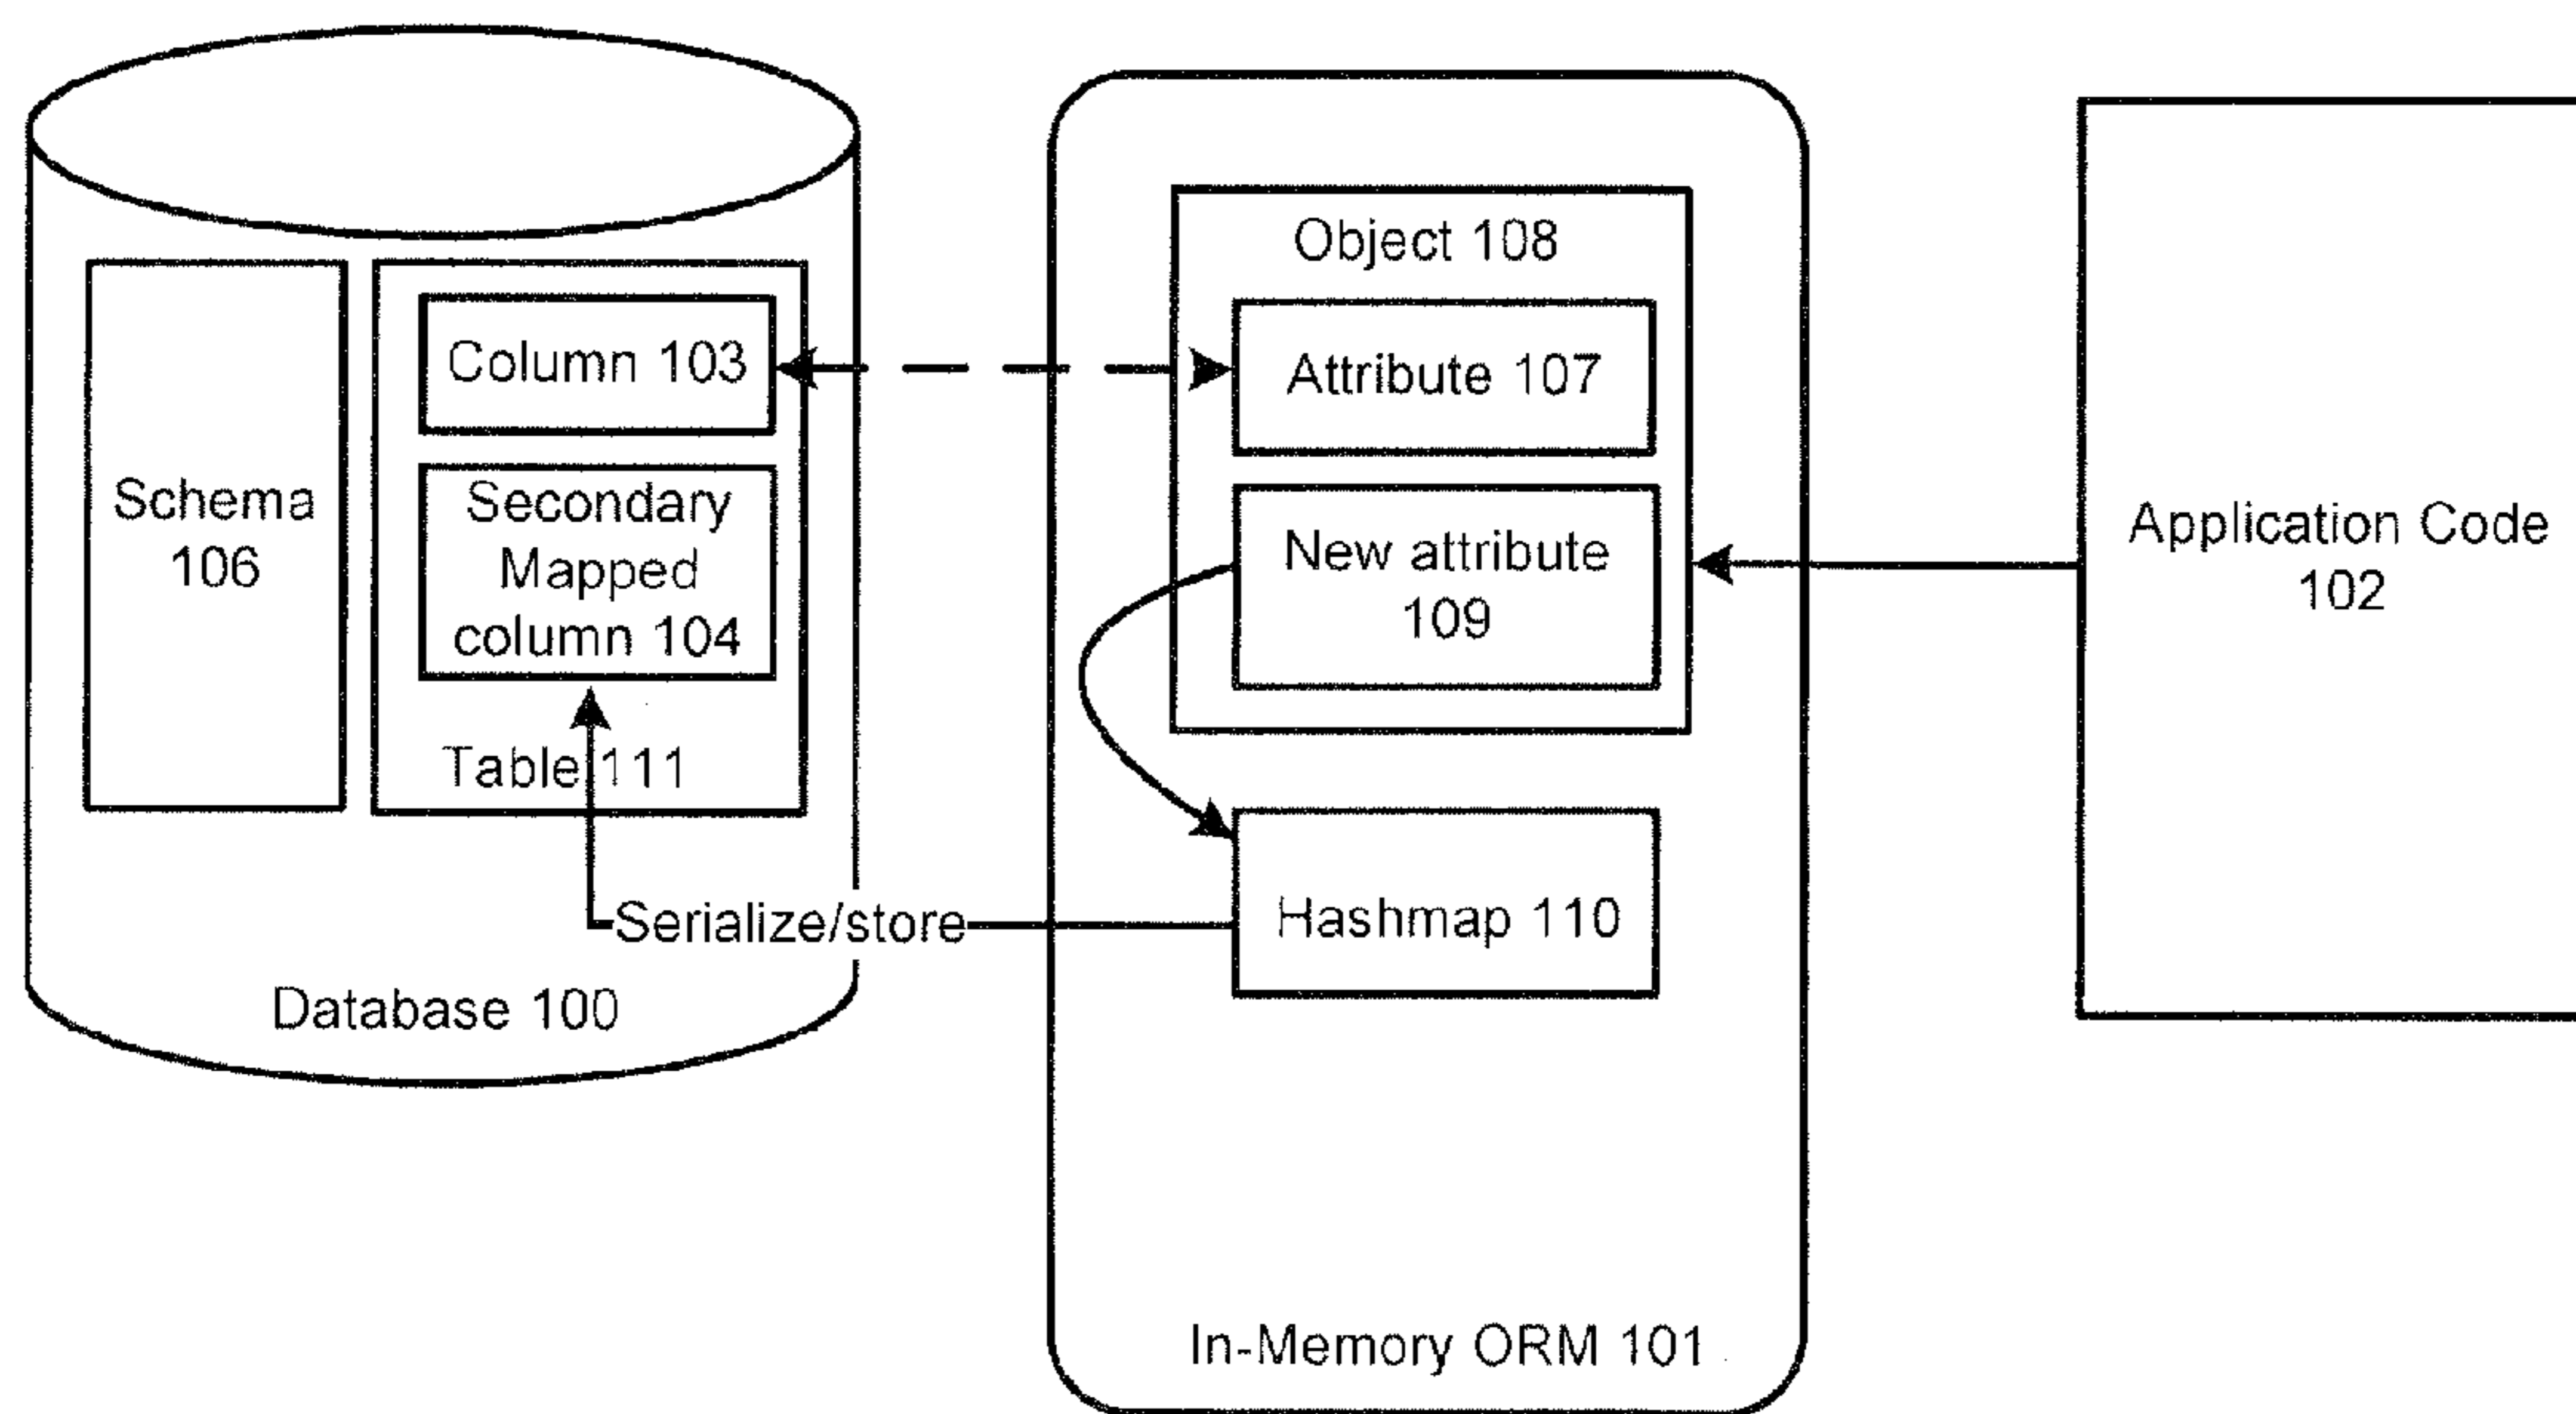 Schema
106
Column 103
Secondary
Mapped
column 104
Table 111
Serialize/store
Database 100
Object 108
Attribute 107
New attribute
109
Hashmap 110
In-Memory ORM 101
Application Code
102